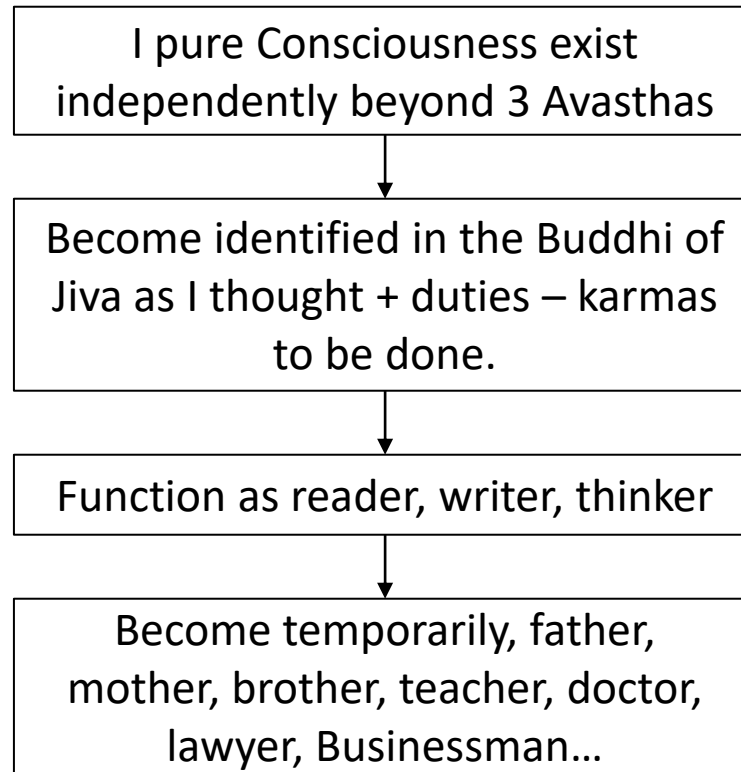 I pure Consciousness exist
independently beyond 3 Avasthas
Become identified in the Buddhi of
Jiva as I thought + duties – karmas
to be done.
Function as reader, writer, thinker
Become temporarily, father,
mother, brother, teacher, doctor,
lawyer, Businessman...